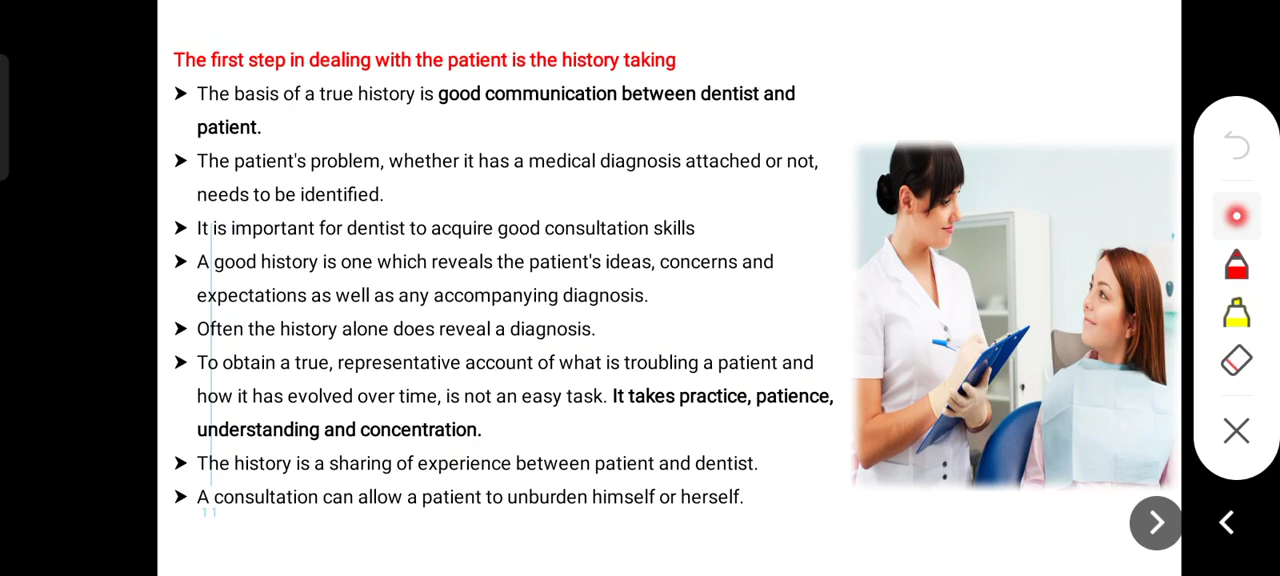 The first step in dealing with the patient is the history taking
➤ The basis of a true history is good communication between dentist and
patient.
➤ The patient's problem, whether it has a medical diagnosis attached or not,
needs to be identified.
➤ It is important for dentist to acquire good consultation skills
➤ A good history is one which reveals the patient's ideas, concerns and
expectations as well as any accompanying diagnosis.
➤ Often the history alone does reveal a diagnosis.
➤ To obtain a true, representative account of what is troubling a patient and
how it has evolved over time, is not an easy task. It takes practice, patience,
understanding and concentration.
➤ The history is a sharing of experience between patient and dentist.
➤ A consultation can allow a patient to unburden himself or herself.
11